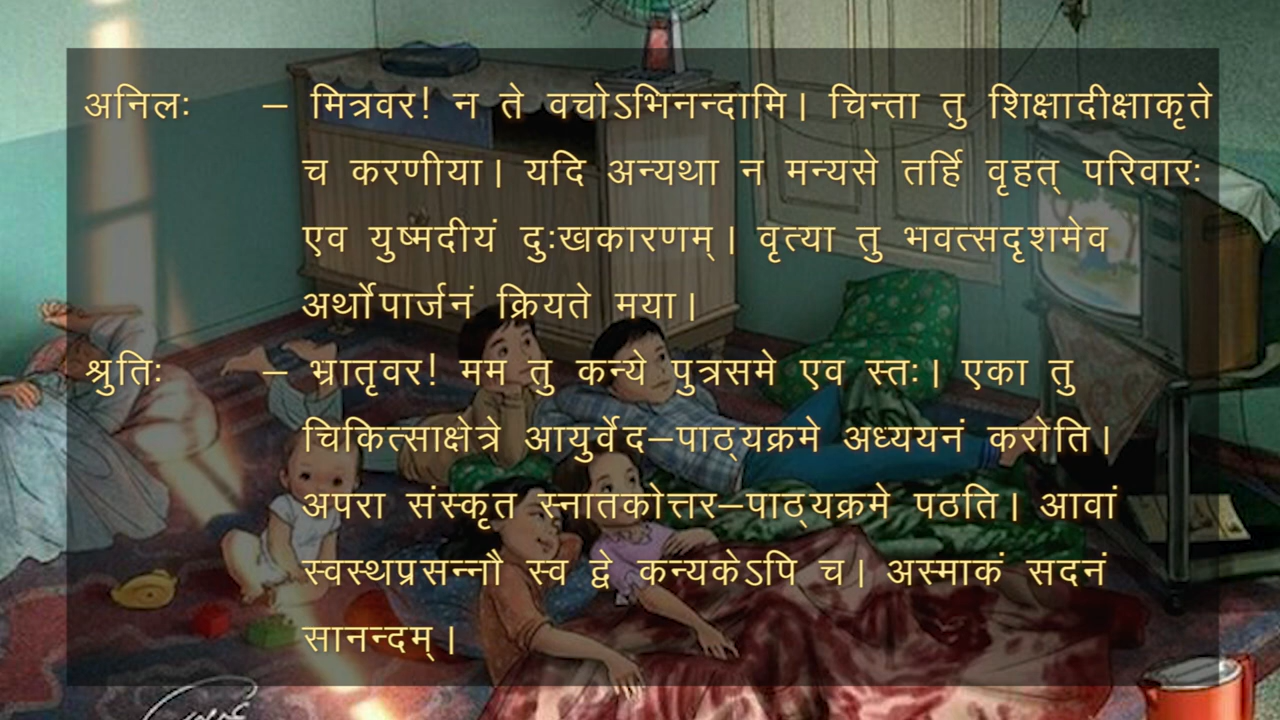 अनिलः – मित्रवर! न ते वचोऽभिनन्दामि। चिन्ता तु शिक्षादीक्षाकृते
च करणीया। यदि अन्यथा न मन्यसे तर्हि वृहत् परिवारः
एव युष्मदीयं दुःखकारणम्। वृत्या तु भवत्सदृशमेव
अर्थोपार्जनं क्रियते मया।
श्रुतिः – भ्रातृवर! मम तु कन्ये पुत्रसमे एव स्तः। एका तु
चिकित्साक्षेत्रे आयुर्वेद–पाठ्यक्रमे अध्ययनं करोति।
अपरा संस्कृत स्नातकोत्तर–पाठ्यक्रमे पठति। आवां
स्वस्थप्रसन्नौ स्व द्वे कन्यकेऽपि च। अस्माकं सदनं
सानन्दम्।